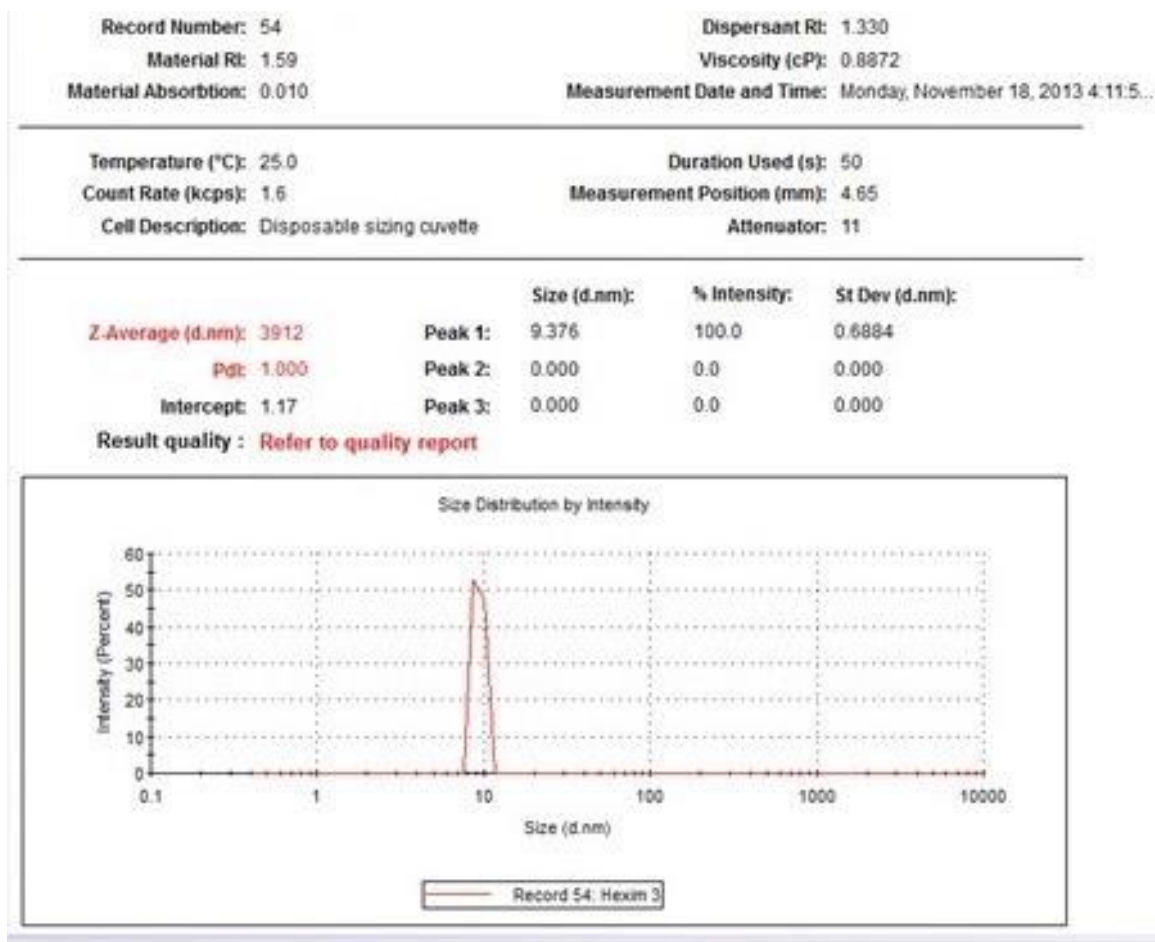 Record Number: 54 Dispersant RI: 1.330
Material RI: 1.59 Viscosity (cP): 0.8872
Material Absorbtion: 0.010 Measurement Date and Time: Monday, November 18, 2013 4:11:5...
Temperature (°C): 25.0 Duration Used (s): 50
Count Rate (kcps): 1.6 Measurement Position (mm): 4.65
Cell Description: Disposable sizing cuvette Attenuator: 11
Size (d.nm): % Intensity: St Dev (d.nm):
Z-Average (d.nm): 3912 Peak 1: 9.376 100.0 0.6884
PdI: 1.000 Peak 2: 0.000 0.0 0.000
Intercept: 1.17 Peak 3: 0.000 0.0 0.000
Result quality : Refer to quality report
Size Distribution by Intensity
Intensity (Percent)
60
50
40
30
20
10
0
0.1 1 10 100 1000 10000
Size (d.nm)
Record 54: Hexim 3